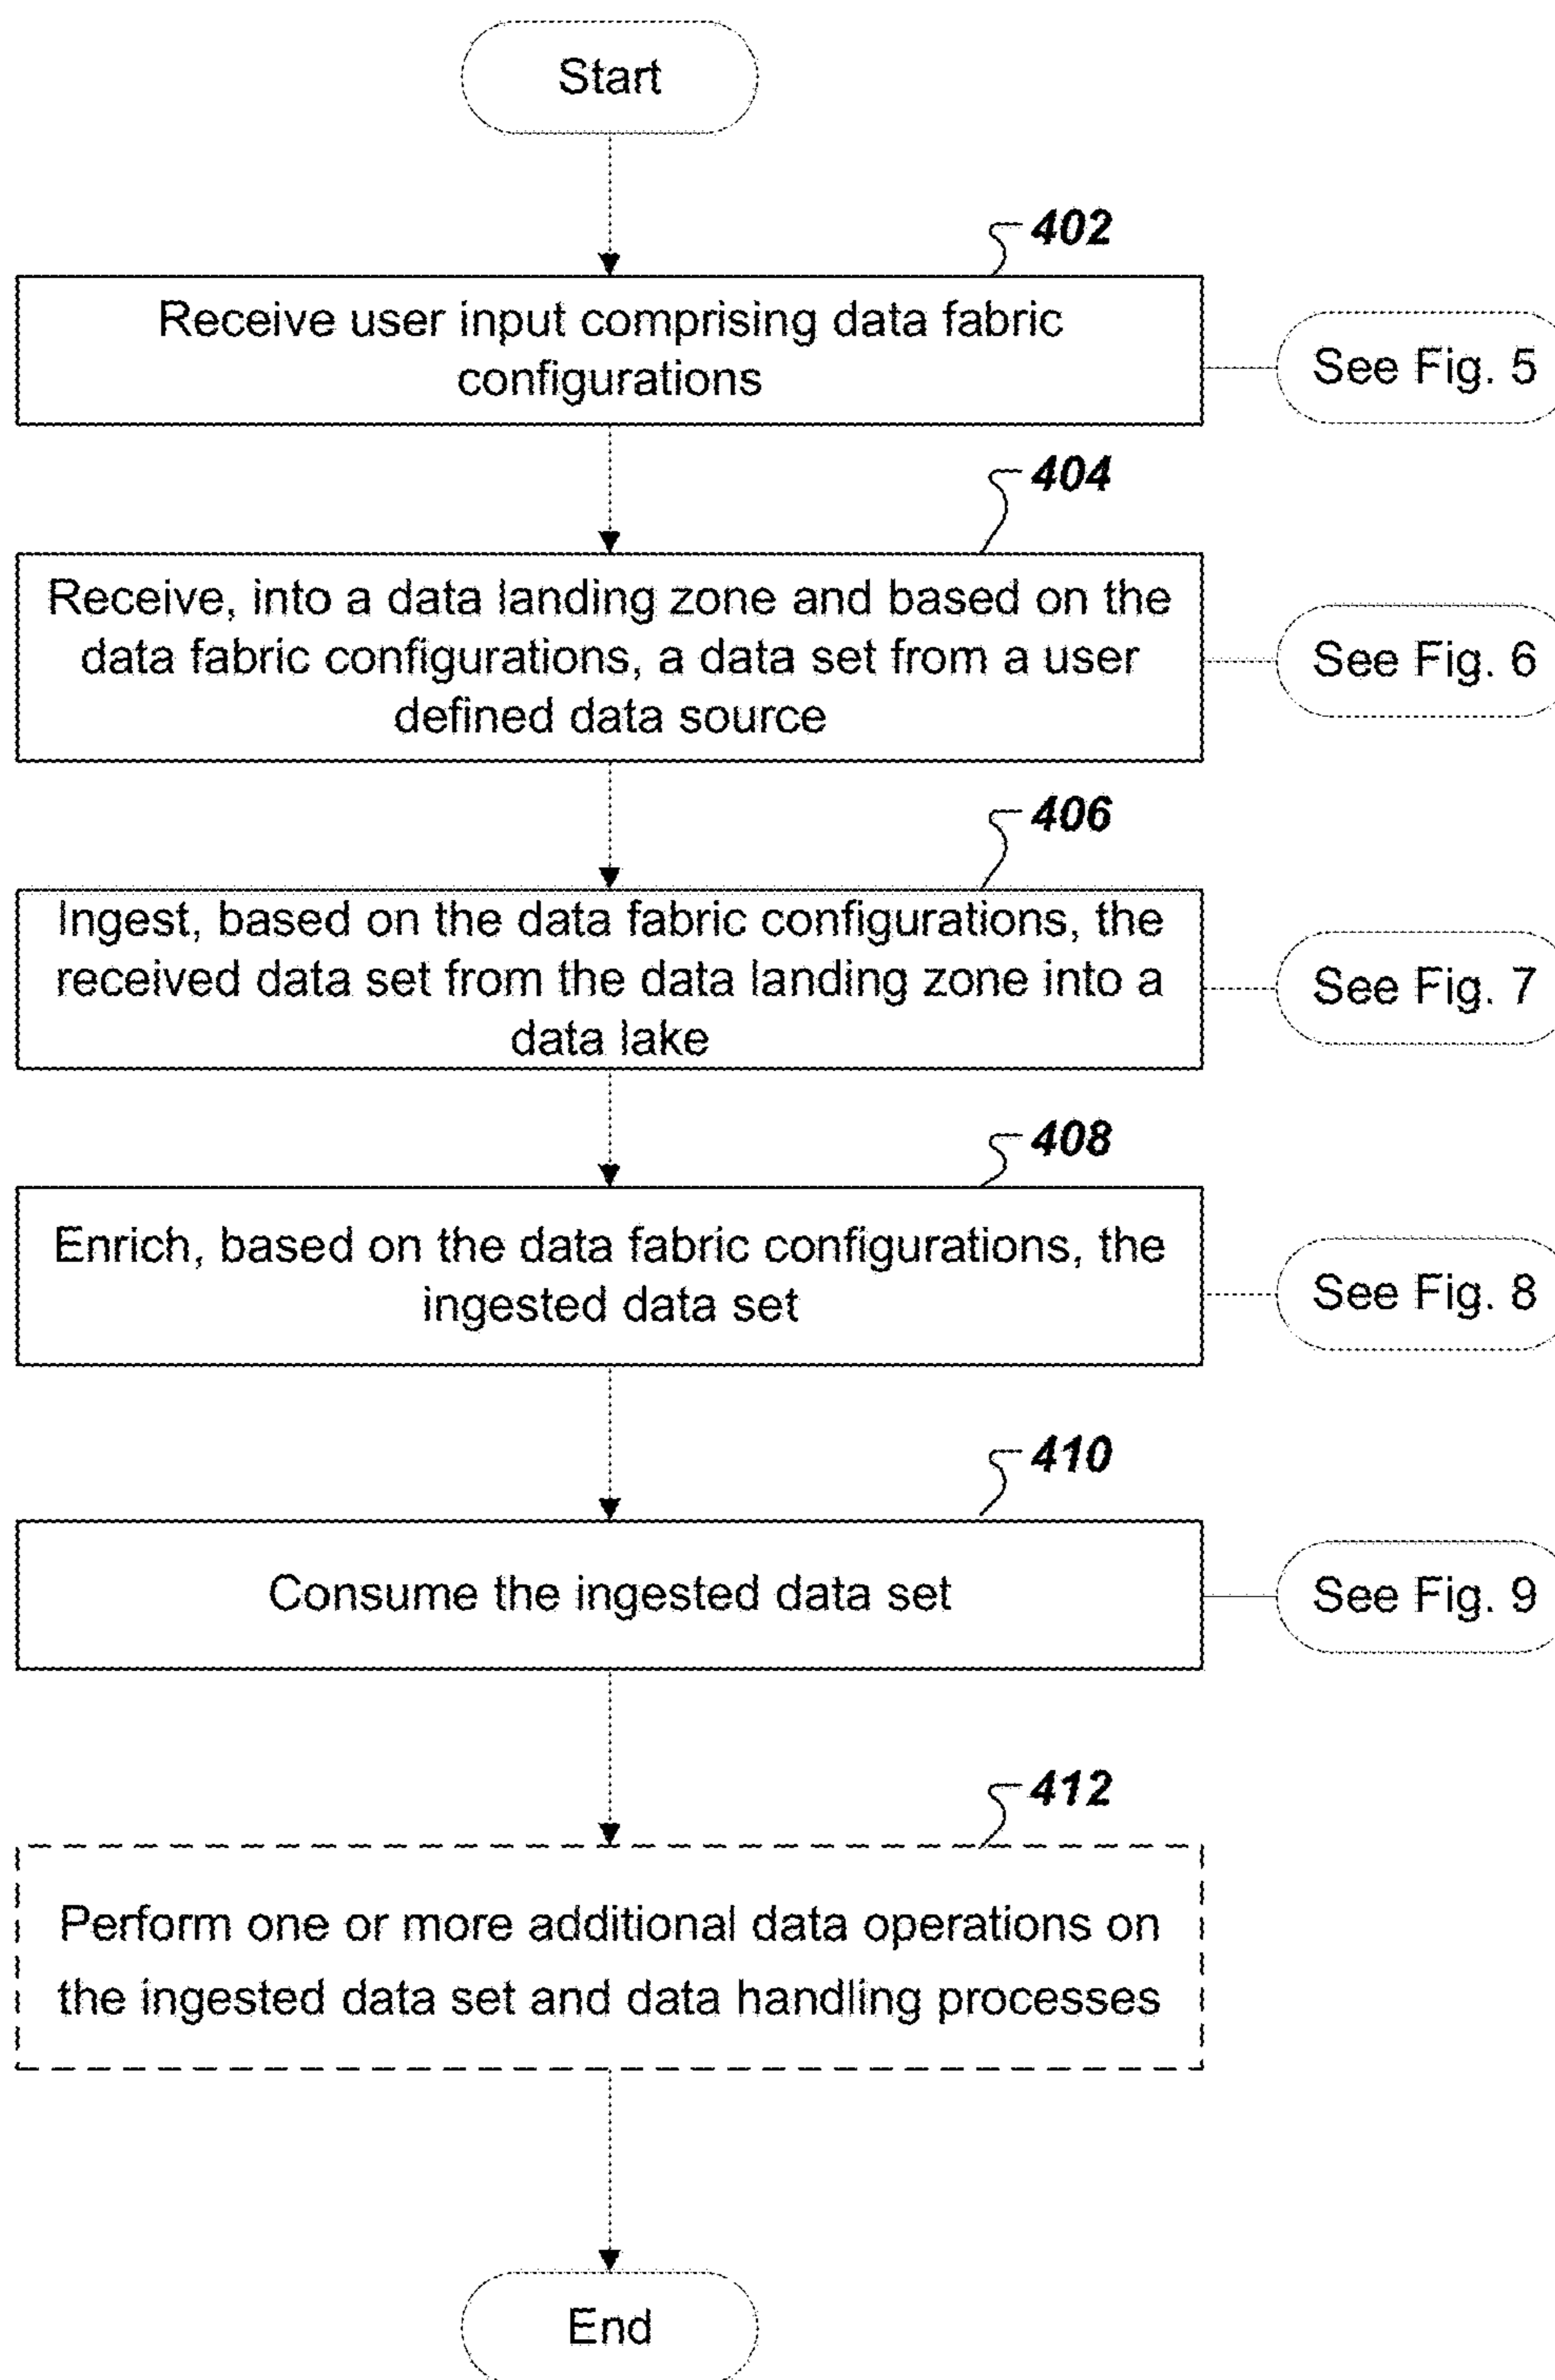 Start
402
Receive user input comprising data fabric
configurations
See Fig. 5
404
Receive, into a data landing zone and based on the
data fabric configurations, a data set from a user
defined data source
See Fig. 6
406
Ingest, based on the data fabric configurations, the
received data set from the data landing zone into a
data lake
See Fig. 7
408
Enrich, based on the data fabric configurations, the
ingested data set
See Fig. 8
410
Consume the ingested data set
See Fig. 9
412
Perform one or more additional data operations on
the ingested data set and data handling processes
End